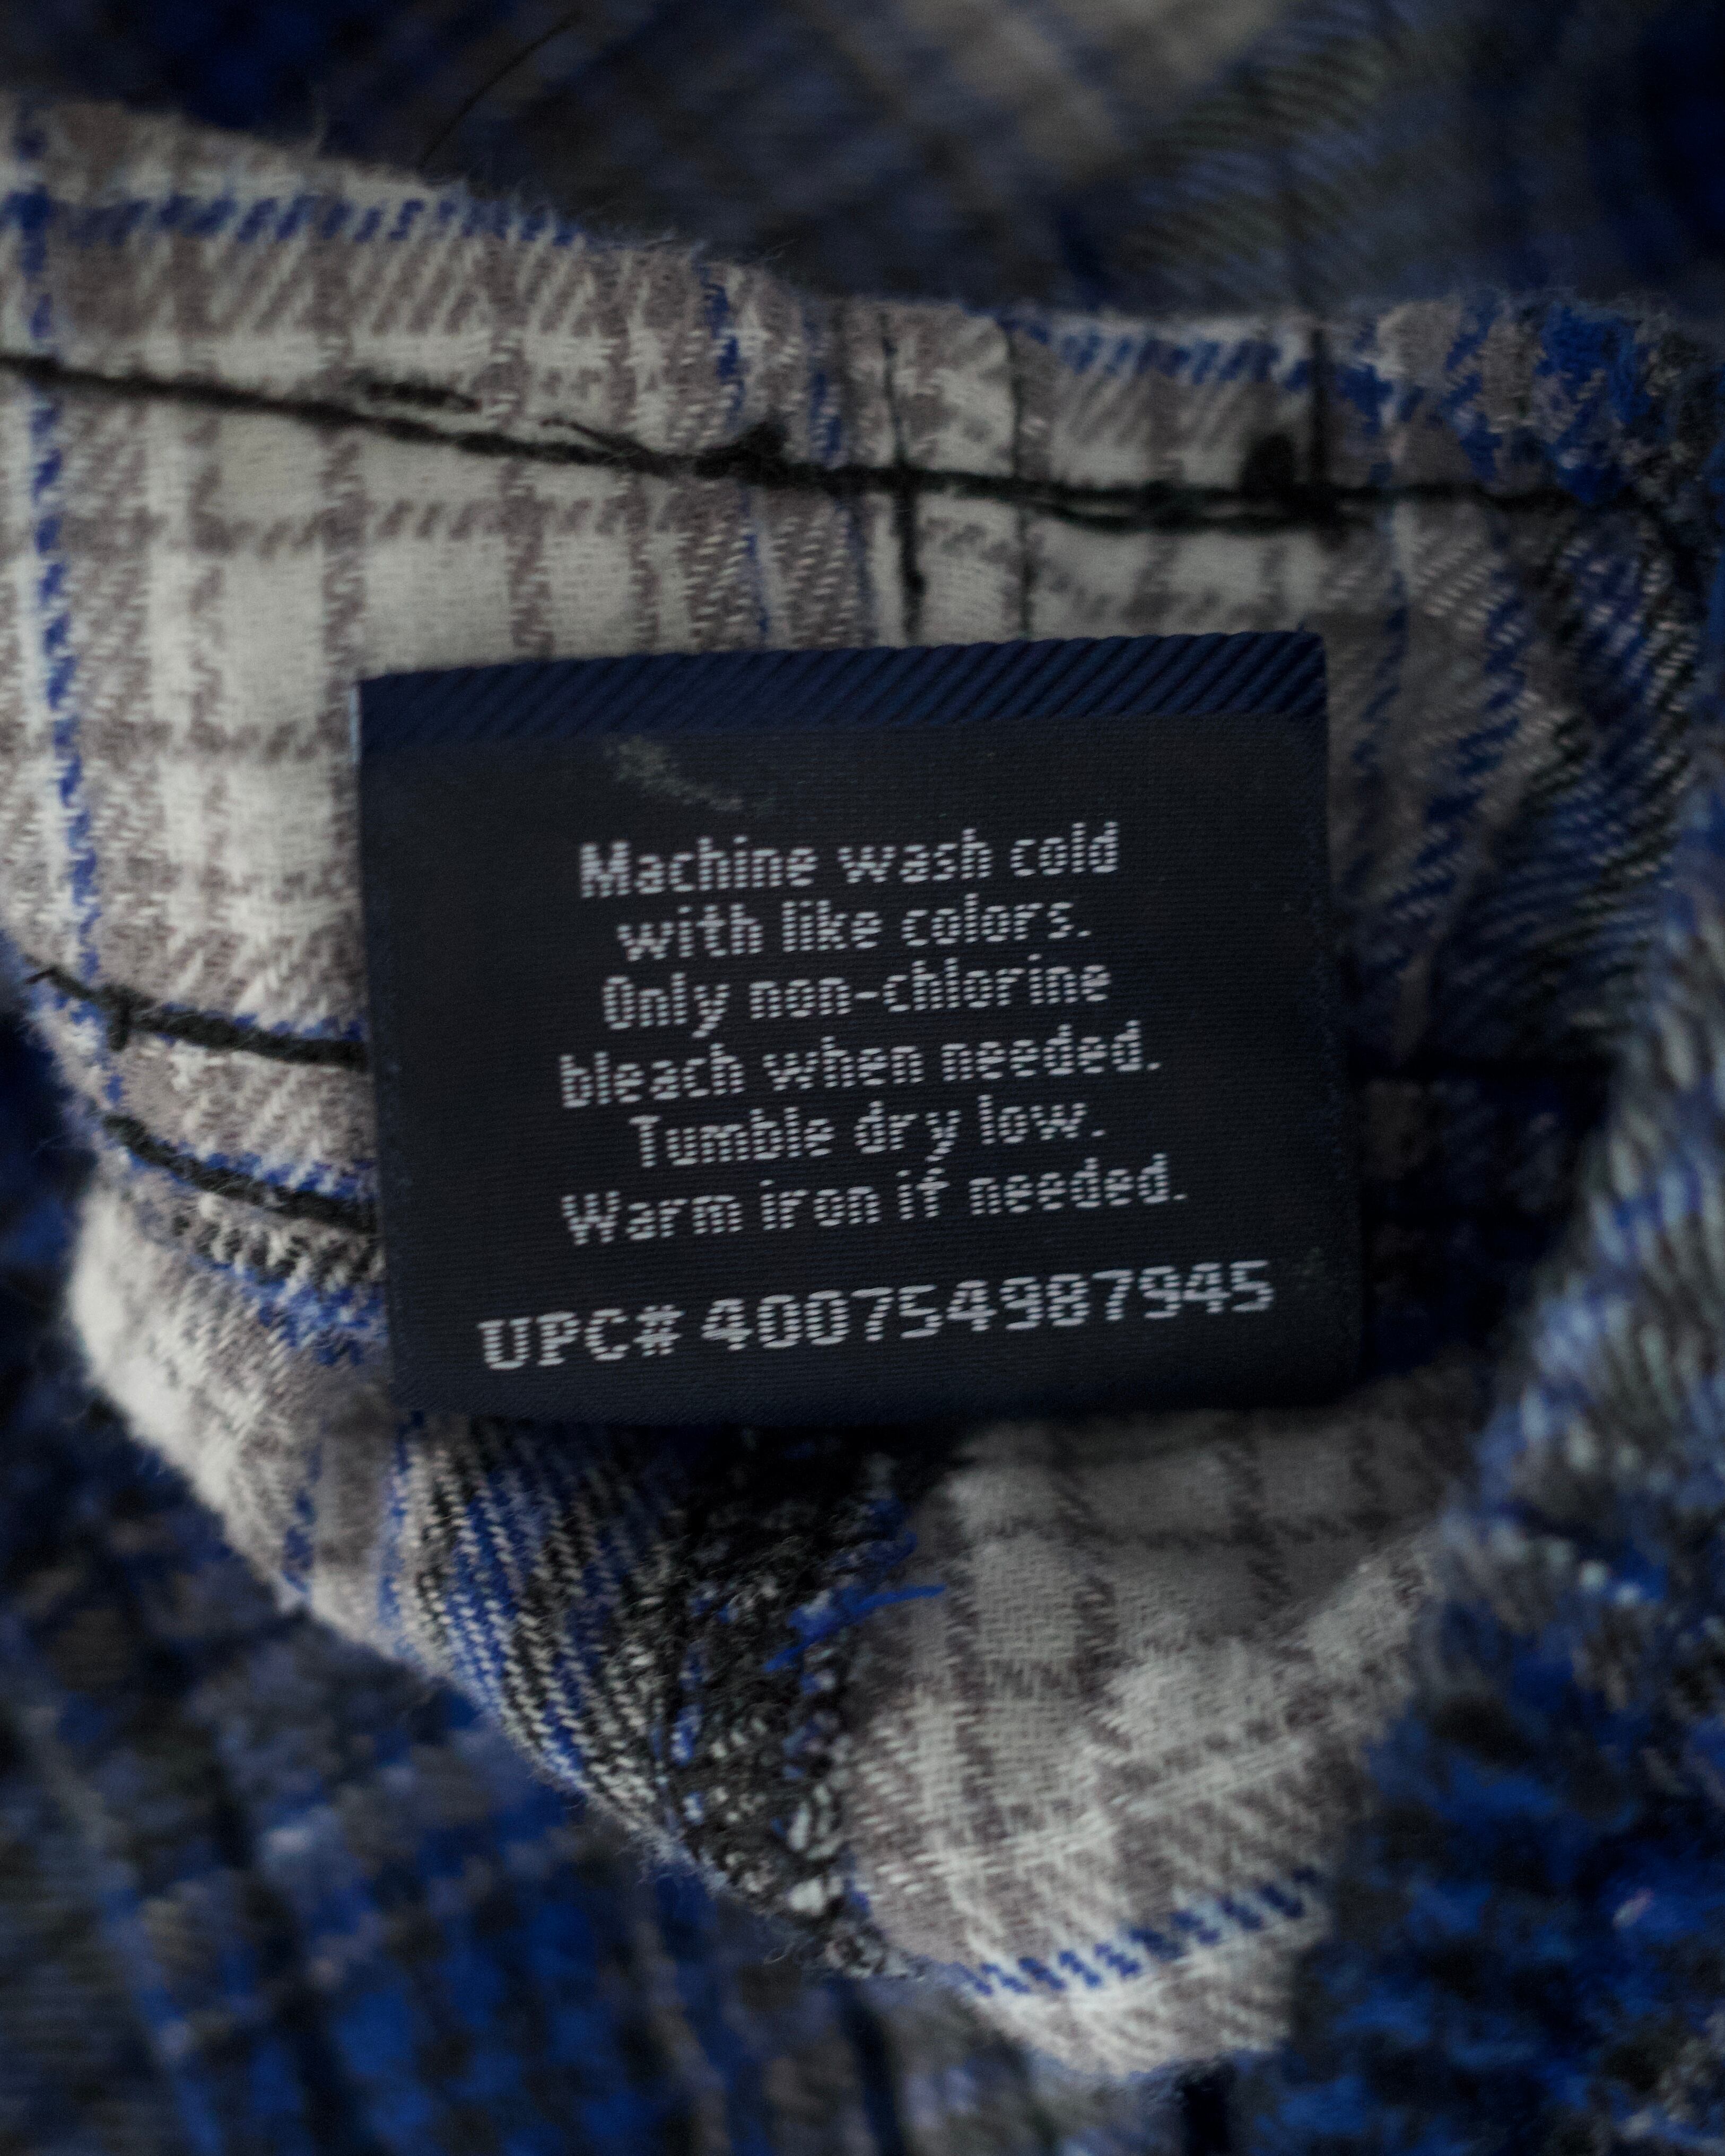 Machine wash cold
with like colors.
Only non-chlorine
bleach when needed.
Tumble dry low.
Warm iron if needed.
UPC# 400754987945